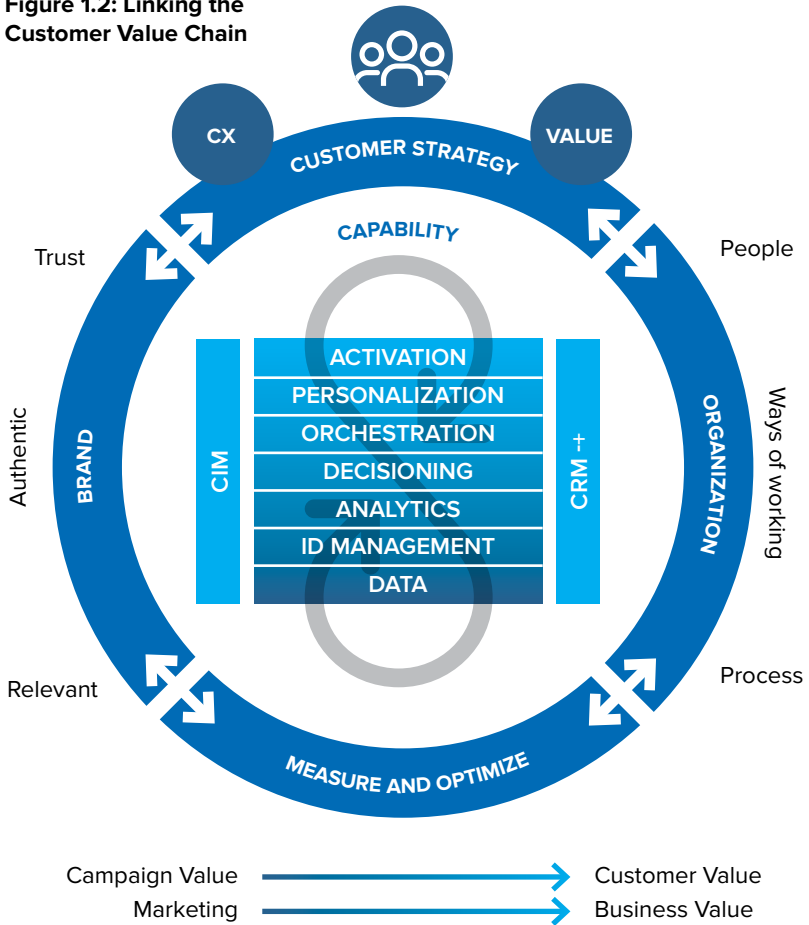 Figure 1.2: Linking the
Customer Value Chain
CX
VALUE
CUSTOMER STRATEGY
CAPABILITY
Trust
People
ACTIVATION
PERSONALIZATION
ORCHESTRATION
DECISIONING
ANALYTICS
ID MANAGEMENT
DATA
CIM
CRM -+
BRAND
ORGANIZATION
Authentic
Ways of working
Relevant
Process
MEASURE AND OPTIMIZE
Campaign Value
Customer Value
Marketing
Business Value